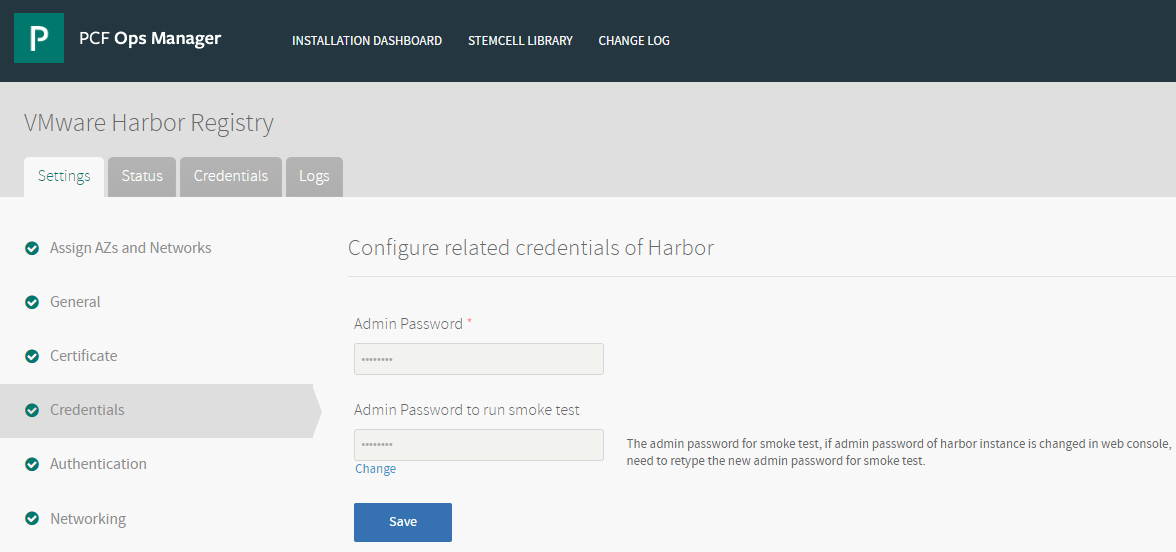 P PCF Ops Manager INSTALLATION DASHBOARD STEMCELL LIBRARY CHANGE LOG
VMware Harbor Registry
Settings Status Credentials Logs
Assign AZs and Networks
General
Certificate
Credentials
Authentication
Networking
Configure related credentials of Harbor
Admin Password *
••••••••
Admin Password to run smoke test
••••••••
Change
The admin password for smoke test, if admin password of harbor instance is changed in web console,
need to retype the new admin password for smoke test.
Save